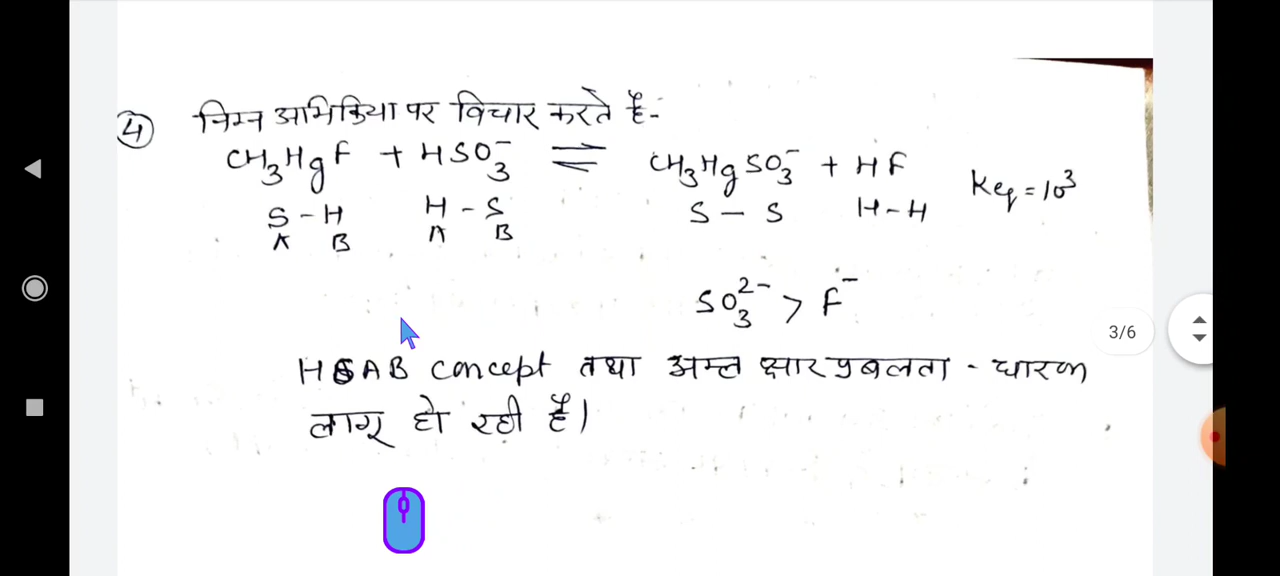 ④ निम्न अभिक्रिया पर विचार करते है-
CH₃HgF + HSO₃⁻ ⇌ CH₃HgSO₃⁻ + HF Keq = 10³
S - H H - S S - S H - H
A B A B
SO₃²⁻ > F⁻
3/6
HSAB concept तथा अम्ल क्षार प्रबलता - धारणा
लागू हो रही है।